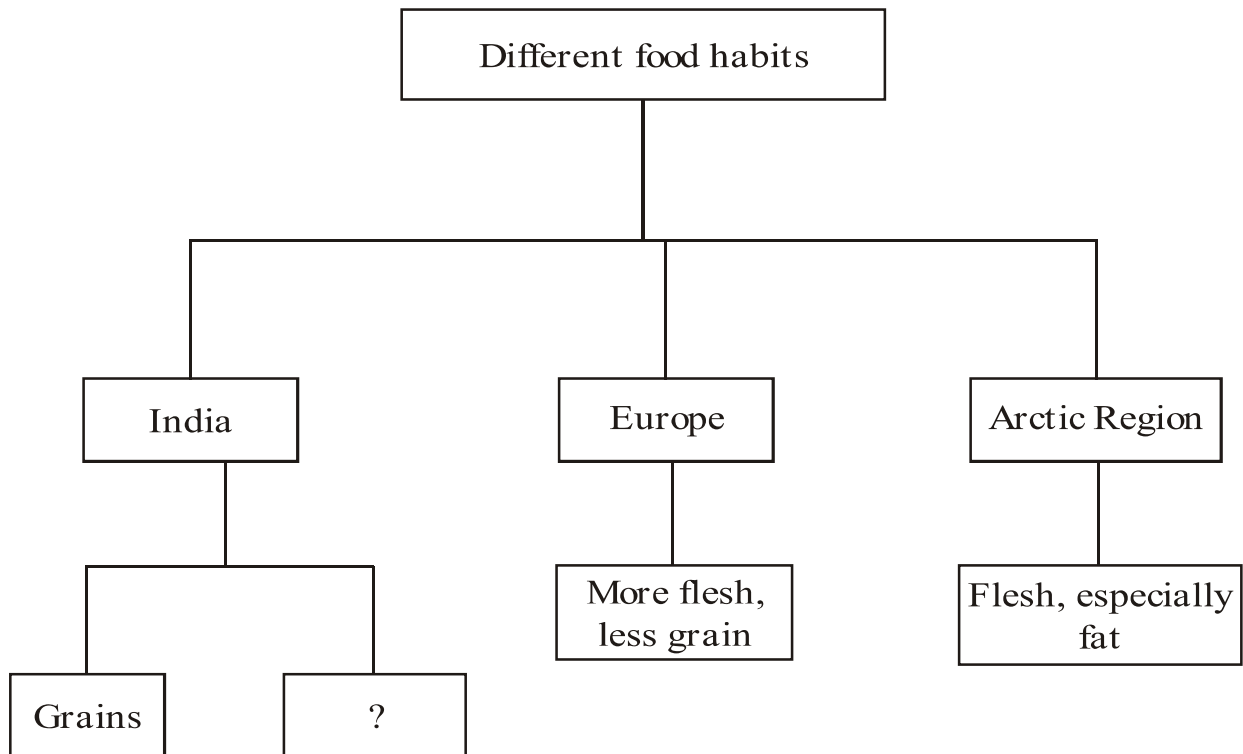 Different food habits
India
Europe
Arctic Region
More flesh,
less grain
Flesh, especially
fat
Grains
?